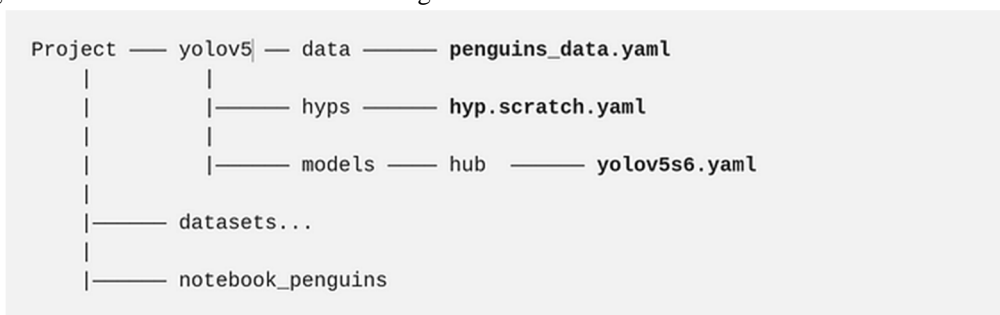 Project —— yolov5 — data ——— penguins_data.yaml
hyps ——— hyp.scratch.yaml
models —— hub ——— yolov5s6.yaml
datasets...
notebook_penguins